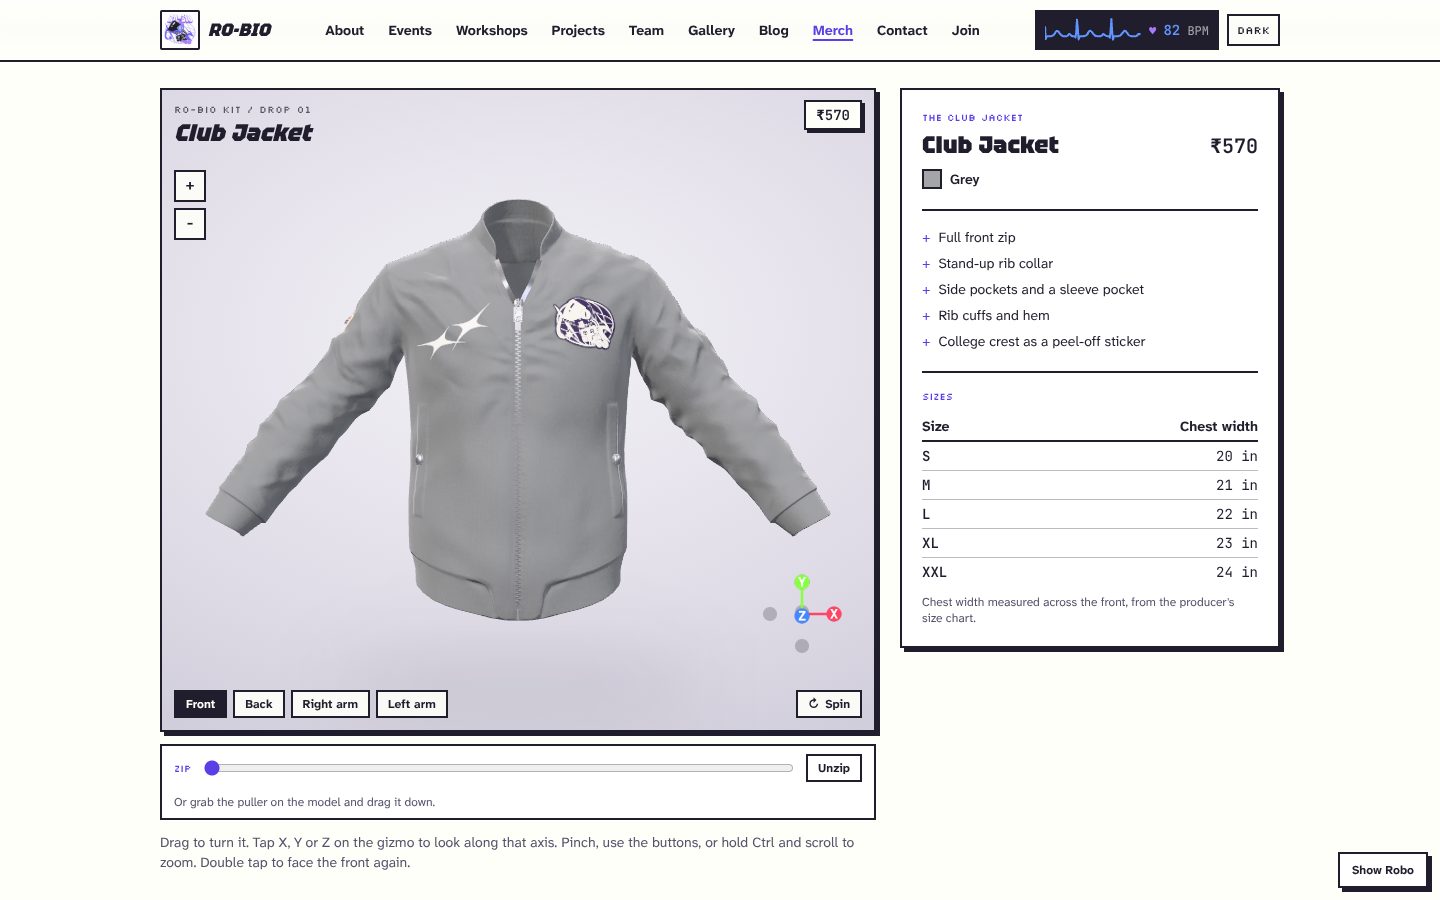 RO-BIO
About
Events
Workshops
Projects
Team
Gallery
Blog
Merch
Contact
Join
♥ 82 BPM
DARK
RO-BIO KIT / DROP 01
Club Jacket
₹570
+
-
Y
Z
X
Front
Back
Right arm
Left arm
↻ Spin
ZIP
Unzip
Or grab the puller on the model and drag it down.
Drag to turn it. Tap X, Y or Z on the gizmo to look along that axis. Pinch, use the buttons, or hold Ctrl and scroll to
zoom. Double tap to face the front again.
THE CLUB JACKET
Club Jacket ₹570
Grey
+ Full front zip
+ Stand-up rib collar
+ Side pockets and a sleeve pocket
+ Rib cuffs and hem
+ College crest as a peel-off sticker
SIZES
Size Chest width
S 20 in
M 21 in
L 22 in
XL 23 in
XXL 24 in
Chest width measured across the front, from the producer's
size chart.
Show Robo